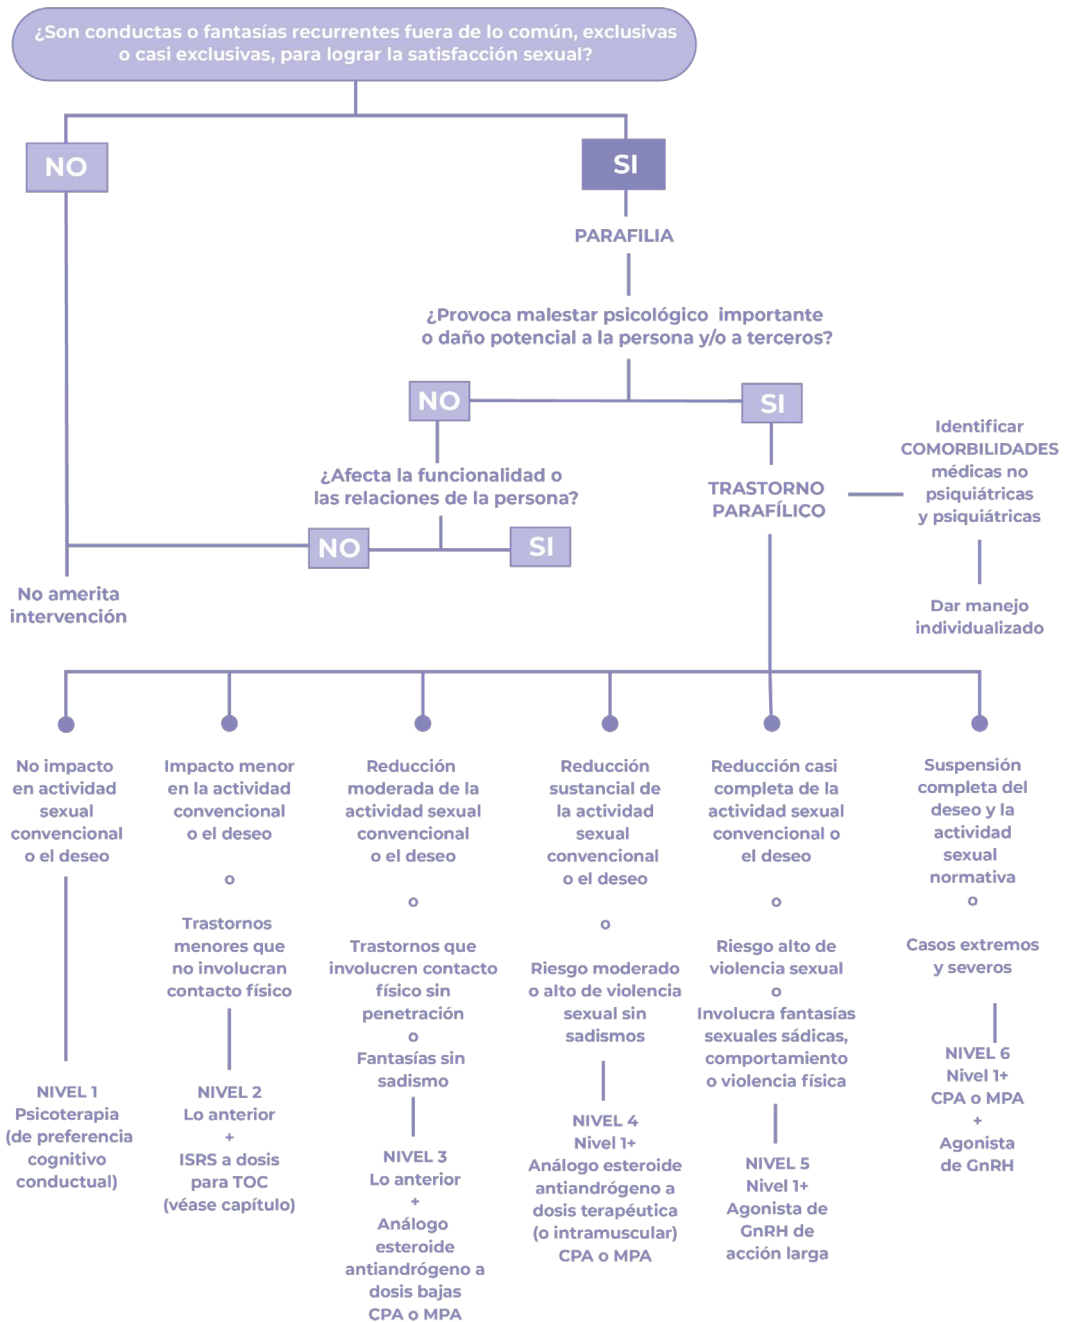 ¿Son conductas o fantasías recurrentes fuera de lo común, exclusivas
o casi exclusivas, para lograr la satisfacción sexual?
NO
SI
PARAFILIA
¿Provoca malestar psicológico importante
o daño potencial a la persona y/o a terceros?
NO
SI
¿Afecta la funcionalidad o
las relaciones de la persona?
NO
SI
No amerita
intervención
TRASTORNO
PARAFÍLICO
Identificar
COMORBILIDADES
médicas no
psiquiátricas
y psiquiátricas
Dar manejo
individualizado
No impacto
en actividad
sexual
convencional
o el deseo
NIVEL 1
Psicoterapia
(de preferencia
cognitivo
conductual)
Impacto menor
en la actividad
convencional
o el deseo
o
Trastornos
menores que
no involucran
contacto físico
NIVEL 2
Lo anterior
+
ISRS a dosis
para TOC
(véase capítulo)
Reducción
moderada de la
actividad sexual
convencional
o el deseo
o
Trastornos que
involucren contacto
físico sin
penetración
o
Fantasías sin
sadismo
NIVEL 3
Lo anterior
+
Análogo
esteroide
antiandrógeno a
dosis bajas
CPA o MPA
Reducción
sustancial de
la actividad
sexual
convencional
o el deseo
o
Riesgo moderado
o alto de violencia
sexual sin
sadismos
NIVEL 4
Nivel 1+
Análogo esteroide
antiandrógeno a
dosis terapéutica
(o intramuscular)
CPA o MPA
Reducción casi
completa de la
actividad sexual
convencional o
el deseo
o
Riesgo alto de
violencia sexual
o
Involucra fantasías
sexuales sádicas,
comportamiento
o violencia física
NIVEL 5
Nivel 1+
Agonista de
GnRH de
acción larga
Suspensión
completa del
deseo y la
actividad
sexual
normativa
o
Casos extremos
y severos
NIVEL 6
Nivel 1+
CPA o MPA
+
Agonista
de GnRH